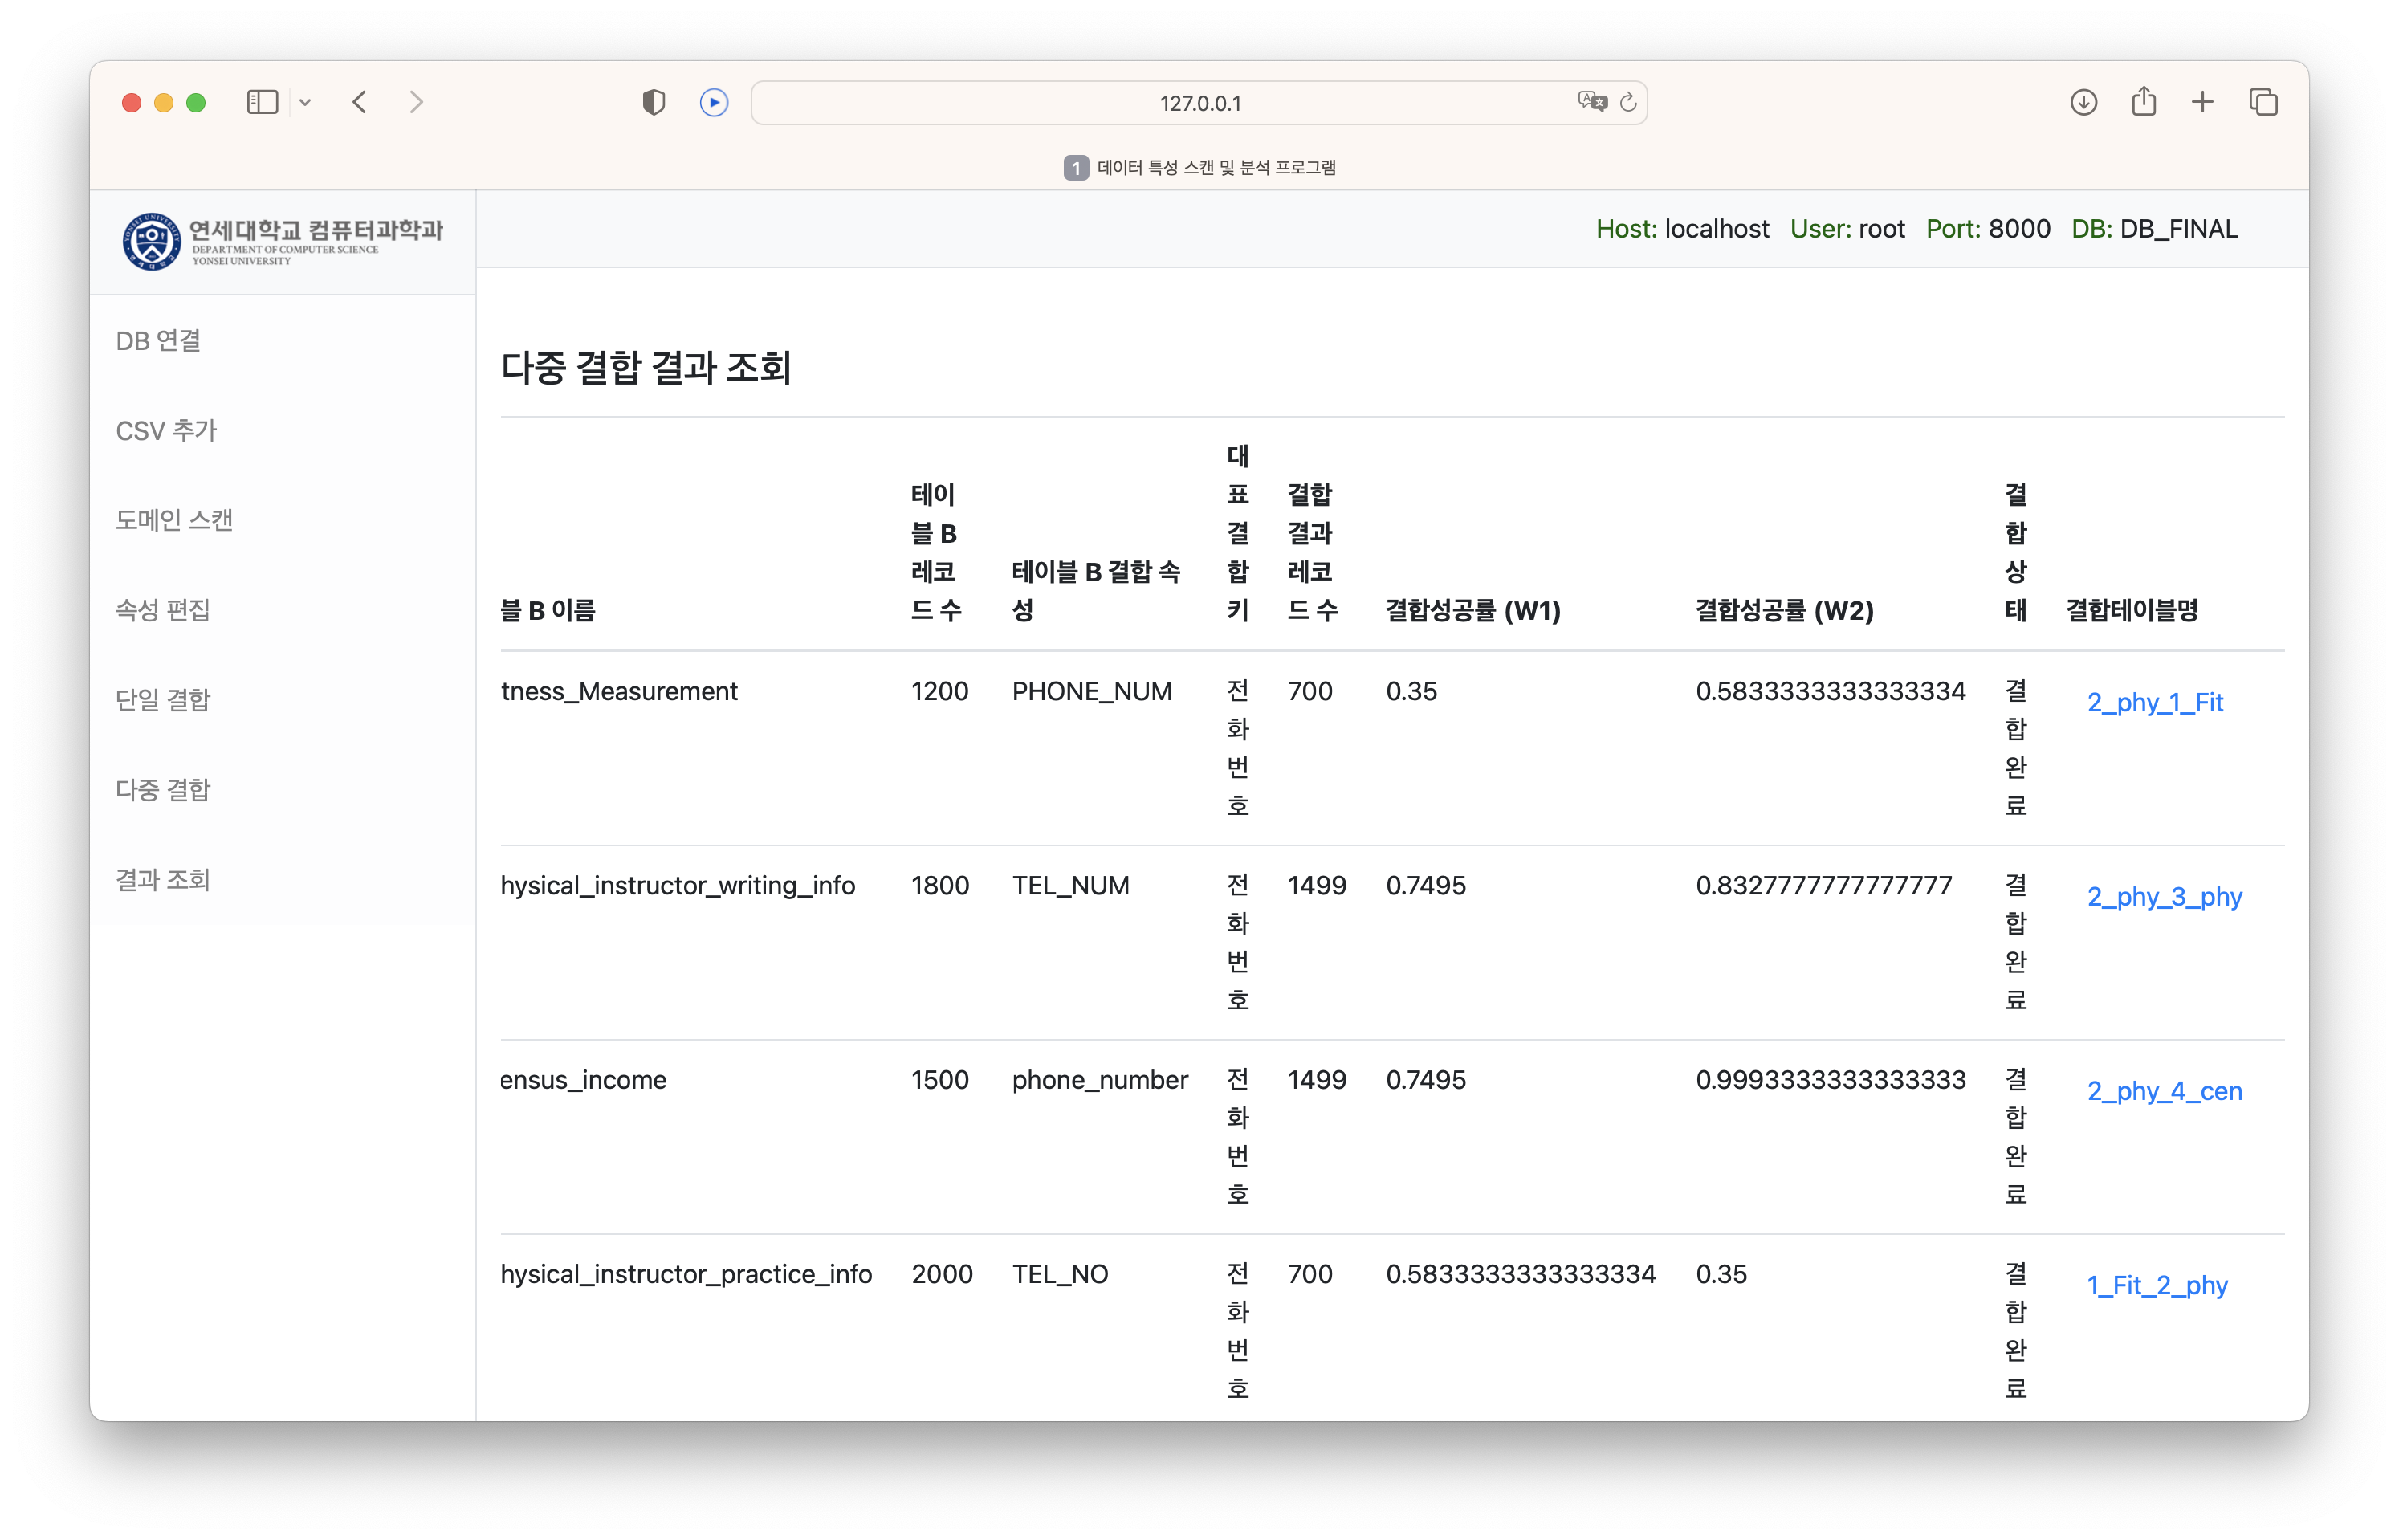 127.0.0.1
1 데이터 특성 스캔 및 분석 프로그램
연세대학교 컴퓨터과학과
DEPARTMENT OF COMPUTER SCIENCE
YONSEI UNIVERSITY
Host: localhost User: root Port: 8000 DB: DB_FINAL
DB 연결
CSV 추가
도메인 스캔
속성 편집
단일 결합
다중 결합
결과 조회
다중 결합 결과 조회
블 B 이름
테이
블 B
레코
드 수
테이블 B 결합 속
성
대
표
결
합
키
결합
결과
레코
드 수
결합성공률 (W1)
결합성공률 (W2)
결
합
상
태
결합테이블명
tness_Measurement 1200 PHONE_NUM 전 700 0.35 0.5833333333333334 결 2_phy_1_Fit
화 합
번 완
호 료
hysical_instructor_writing_info 1800 TEL_NUM 전 1499 0.7495 0.8327777777777777 결 2_phy_3_phy
화 합
번 완
호 료
ensus_income 1500 phone_number 전 1499 0.7495 0.9993333333333333 결 2_phy_4_cen
화 합
번 완
호 료
hysical_instructor_practice_info 2000 TEL_NO 전 700 0.5833333333333334 0.35 결 1_Fit_2_phy
화 합
번 완
호 료